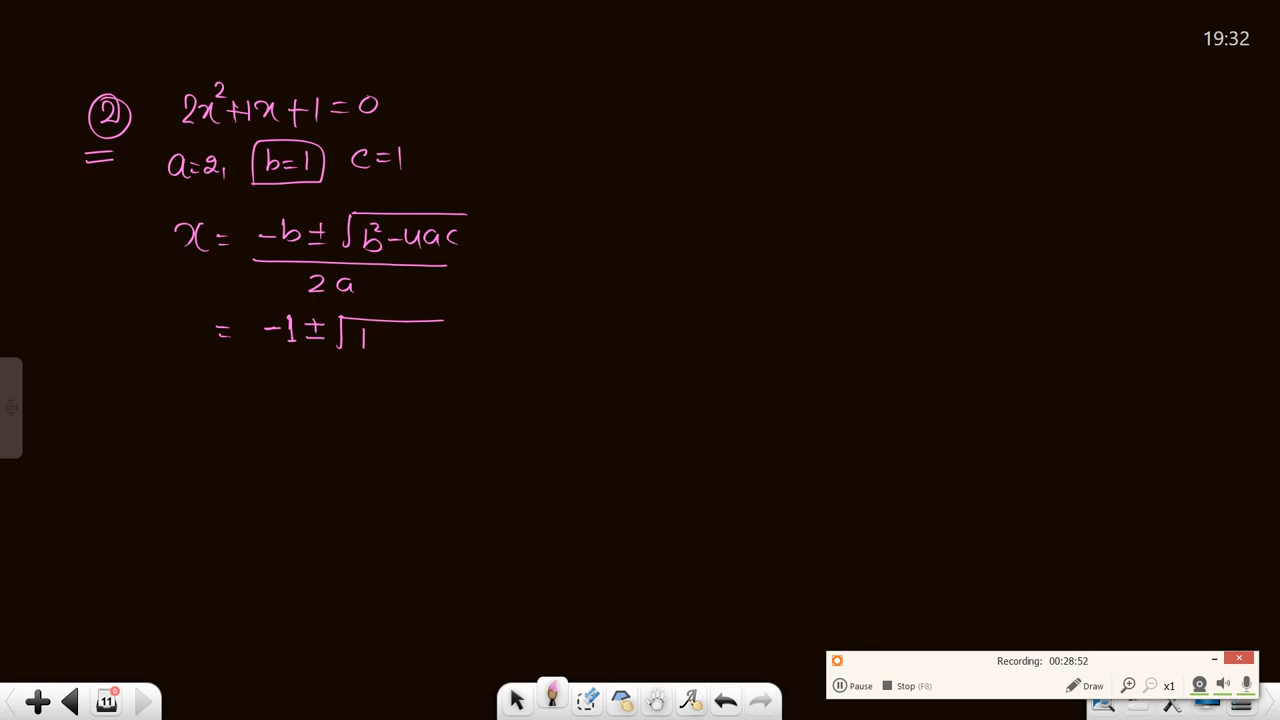 19:32
② 2x²+1x+1=0
a=2, b=1 c=1
x = -b ± √b²-4ac
2a
= -1 ± √1
Recording: 00:28:52
Pause Stop (F8) Draw x1
11 0